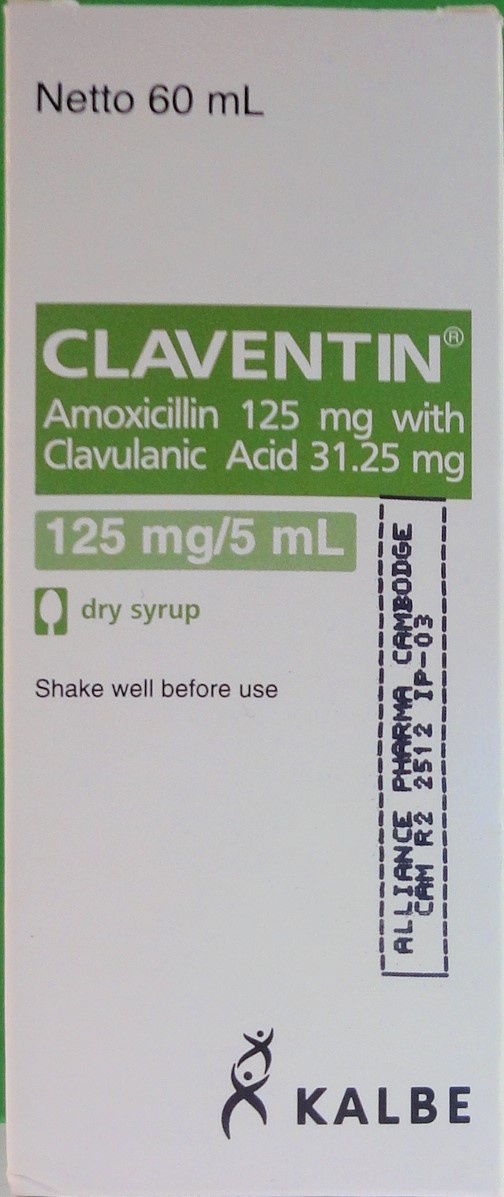 Netto 60 mL
CLAVENTIN®
Amoxicillin 125 mg with
Clavulanic Acid 31.25 mg
125 mg/5 mL
dry syrup
Shake well before use
ALLIANCE PHARMA CAMBODGE
CAM R2 2512 IP-03
KALBE